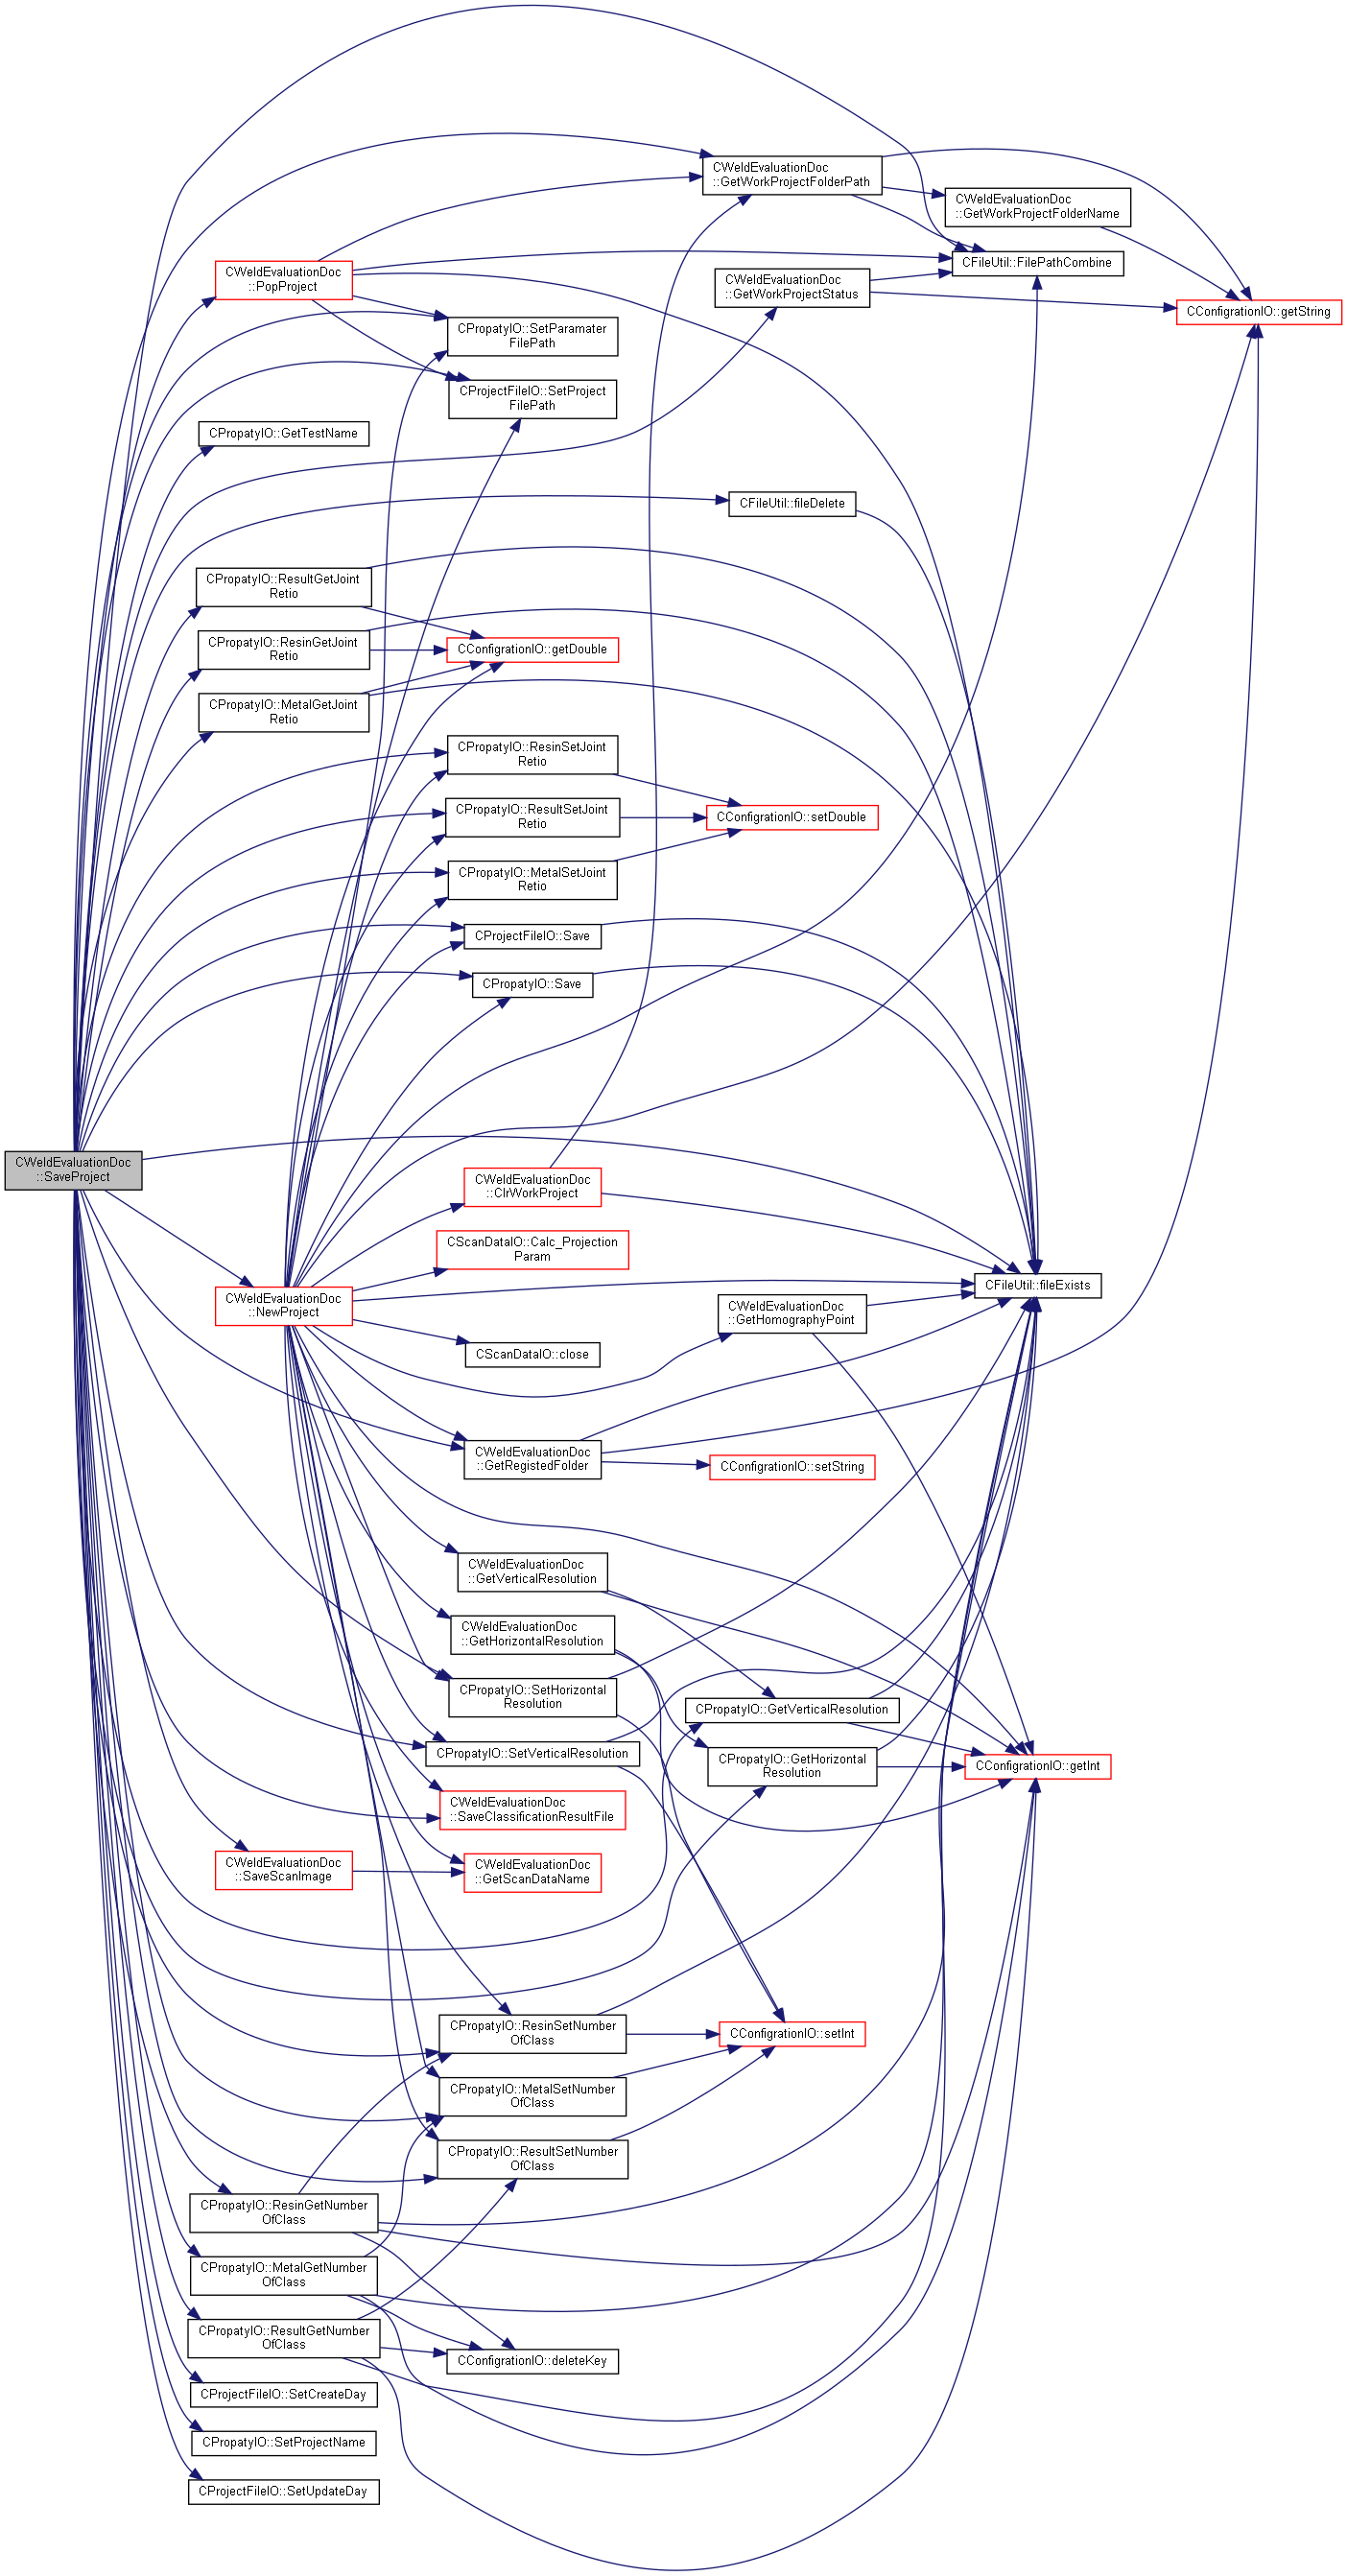 CWeldEvaluationDoc
::GetWorkProjectFolderPath
CWeldEvaluationDoc
::GetWorkProjectFolderName
CFileUtil::FilePathCombine
CWeldEvaluationDoc
::PopProject
CWeldEvaluationDoc
::GetWorkProjectStatus
CConfigrationIO::getString
CPropatyIO::SetParamater
FilePath
CProjectFileIO::SetProject
FilePath
CPropatyIO::GetTestName
CFileUtil::fileDelete
CPropatyIO::ResultGetJoint
Retio
CPropatyIO::ResinGetJoint
Retio
CConfigrationIO::getDouble
CPropatyIO::MetalGetJoint
Retio
CPropatyIO::ResinSetJoint
Retio
CPropatyIO::ResultSetJoint
Retio
CConfigrationIO::setDouble
CPropatyIO::MetalSetJoint
Retio
CProjectFileIO::Save
CPropatyIO::Save
CWeldEvaluationDoc
::SaveProject
CWeldEvaluationDoc
::ClrWorkProject
CScanDataIO::Calc_Projection
Param
CFileUtil::fileExists
CWeldEvaluationDoc
::NewProject
CWeldEvaluationDoc
::GetHomographyPoint
CScanDataIO::close
CWeldEvaluationDoc
::GetRegistedFolder
CConfigrationIO::setString
CWeldEvaluationDoc
::GetVerticalResolution
CWeldEvaluationDoc
::GetHorizontalResolution
CPropatyIO::SetHorizontal
Resolution
CPropatyIO::GetVerticalResolution
CPropatyIO::SetVerticalResolution
CPropatyIO::GetHorizontal
Resolution
CConfigrationIO::getInt
CWeldEvaluationDoc
::SaveClassificationResultFile
CWeldEvaluationDoc
::SaveScanImage
CWeldEvaluationDoc
::GetScanDataName
CPropatyIO::ResinSetNumber
OfClass
CConfigrationIO::setInt
CPropatyIO::MetalSetNumber
OfClass
CPropatyIO::ResultSetNumber
OfClass
CPropatyIO::ResinGetNumber
OfClass
CPropatyIO::MetalGetNumber
OfClass
CPropatyIO::ResultGetNumber
OfClass
CConfigrationIO::deleteKey
CProjectFileIO::SetCreateDay
CPropatyIO::SetProjectName
CProjectFileIO::SetUpdateDay